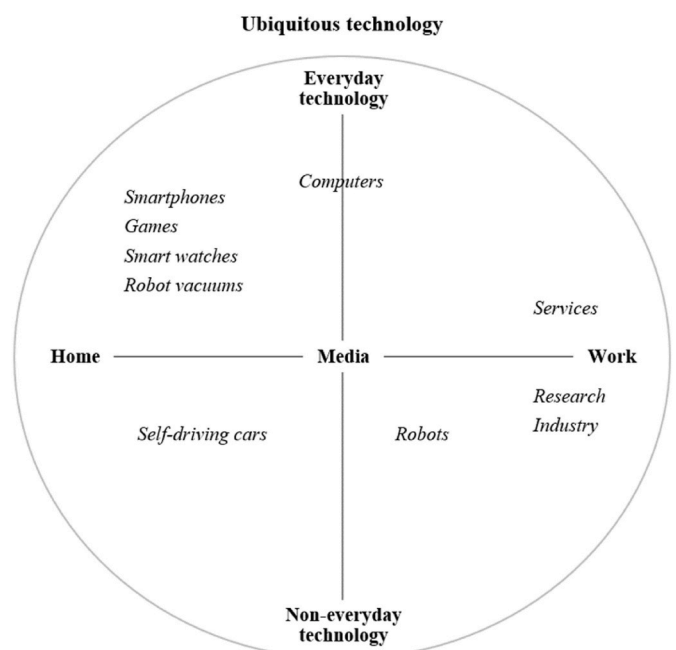 Ubiquitous technology
Everyday
technology
Computers
Smartphones
Games
Smart watches
Robot vacuums
Services
Home
Media
Work
Research
Industry
Self-driving cars
Robots
Non-everyday
technology